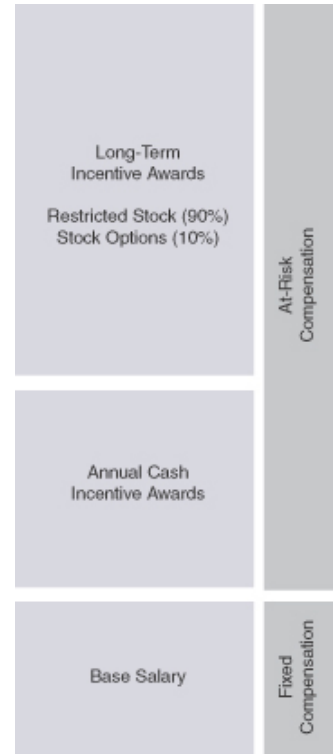 Long-Term
Incentive Awards
Restricted Stock (90%)
Stock Options (10%)
At-Risk
Compensation
Annual Cash
Incentive Awards
Base Salary
Fixed
Compensation